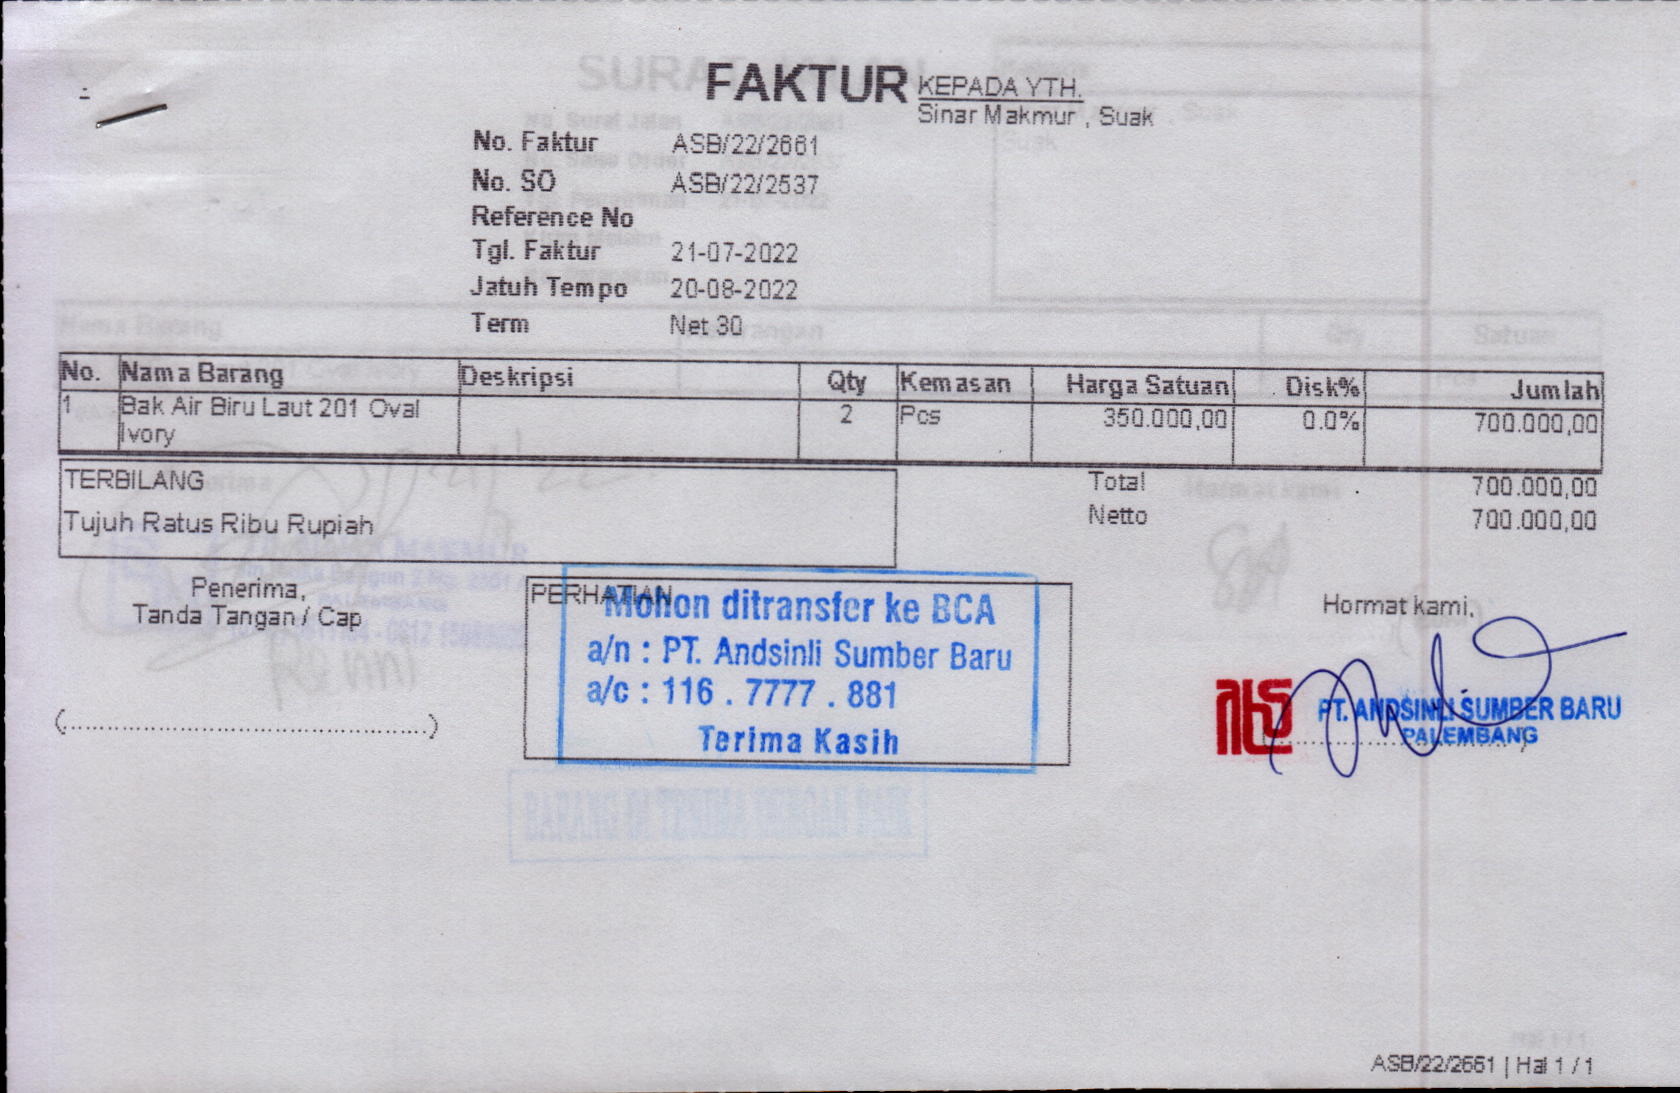 FAKTUR
KEPADA YTH.
Sinar Makmur , Suak
No. Faktur ASB/22/2661
No. SO ASB/22/2537
Reference No
Tgl. Faktur 21-07-2022
Jatuh Tempo 20-08-2022
Term Net 30
No. Nama Barang Deskripsi Qty Kemasan Harga Satuan Disk% Jumlah
1 Bak Air Biru Laut 201 Oval 2 Pcs 350.000,00 0.0% 700.000,00
Ivory
TERBILANG
Tujuh Ratus Ribu Rupiah
Total 700.000,00
Netto 700.000,00
Penerima,
Tanda Tangan / Cap
(................................................)
PERHATIAN
Mohon ditransfer ke BCA
a/n : PT. Andsinli Sumber Baru
a/c : 116 . 7777 . 881
Terima Kasih
Hormat kami,
PT. ANDSINLI SUMBER BARU
PALEMBANG
BARANG DI TERIMA DENGAN BAIK
ASB/22/2661 | Hal 1 / 1